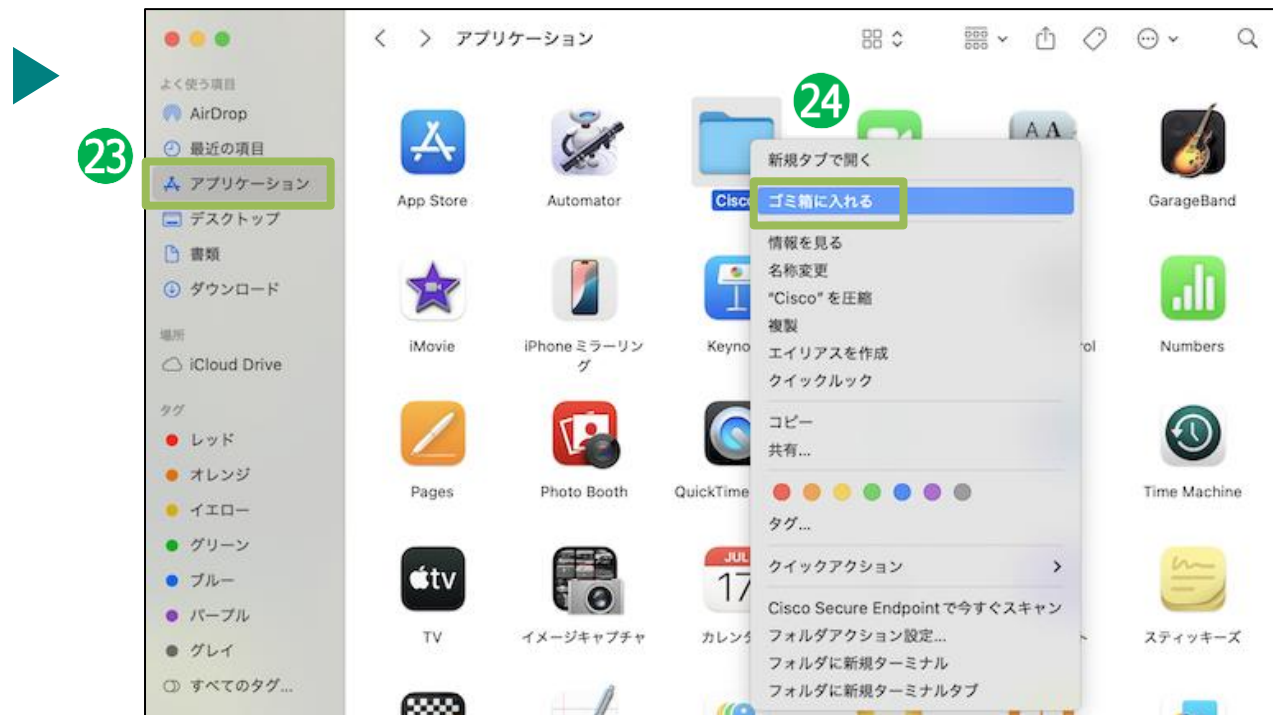 アプリケーション
よく使う項目
AirDrop
最近の項目
アプリケーション
デスクトップ
書類
ダウンロード
場所
iCloud Drive
タグ
レッド
オレンジ
イエロー
グリーン
ブルー
パープル
グレイ
すべてのタグ...
23
24
App Store
Automator
Cisco
GarageBand
iMovie
iPhone ミラーリン
グ
Keyno
ol
Numbers
Pages
Photo Booth
QuickTime
Time Machine
tv
JUL
17
TV
イメージキャプチャ
カレンダ
ト
スティッキーズ
AA
新規タブで開く
ゴミ箱に入れる
情報を見る
名称変更
"Cisco" を圧縮
複製
エイリアスを作成
クイックルック
コピー
共有...
タグ...
クイックアクション
Cisco Secure Endpoint で今すぐスキャン
フォルダアクション設定...
フォルダに新規ターミナル
フォルダに新規ターミナルタブ